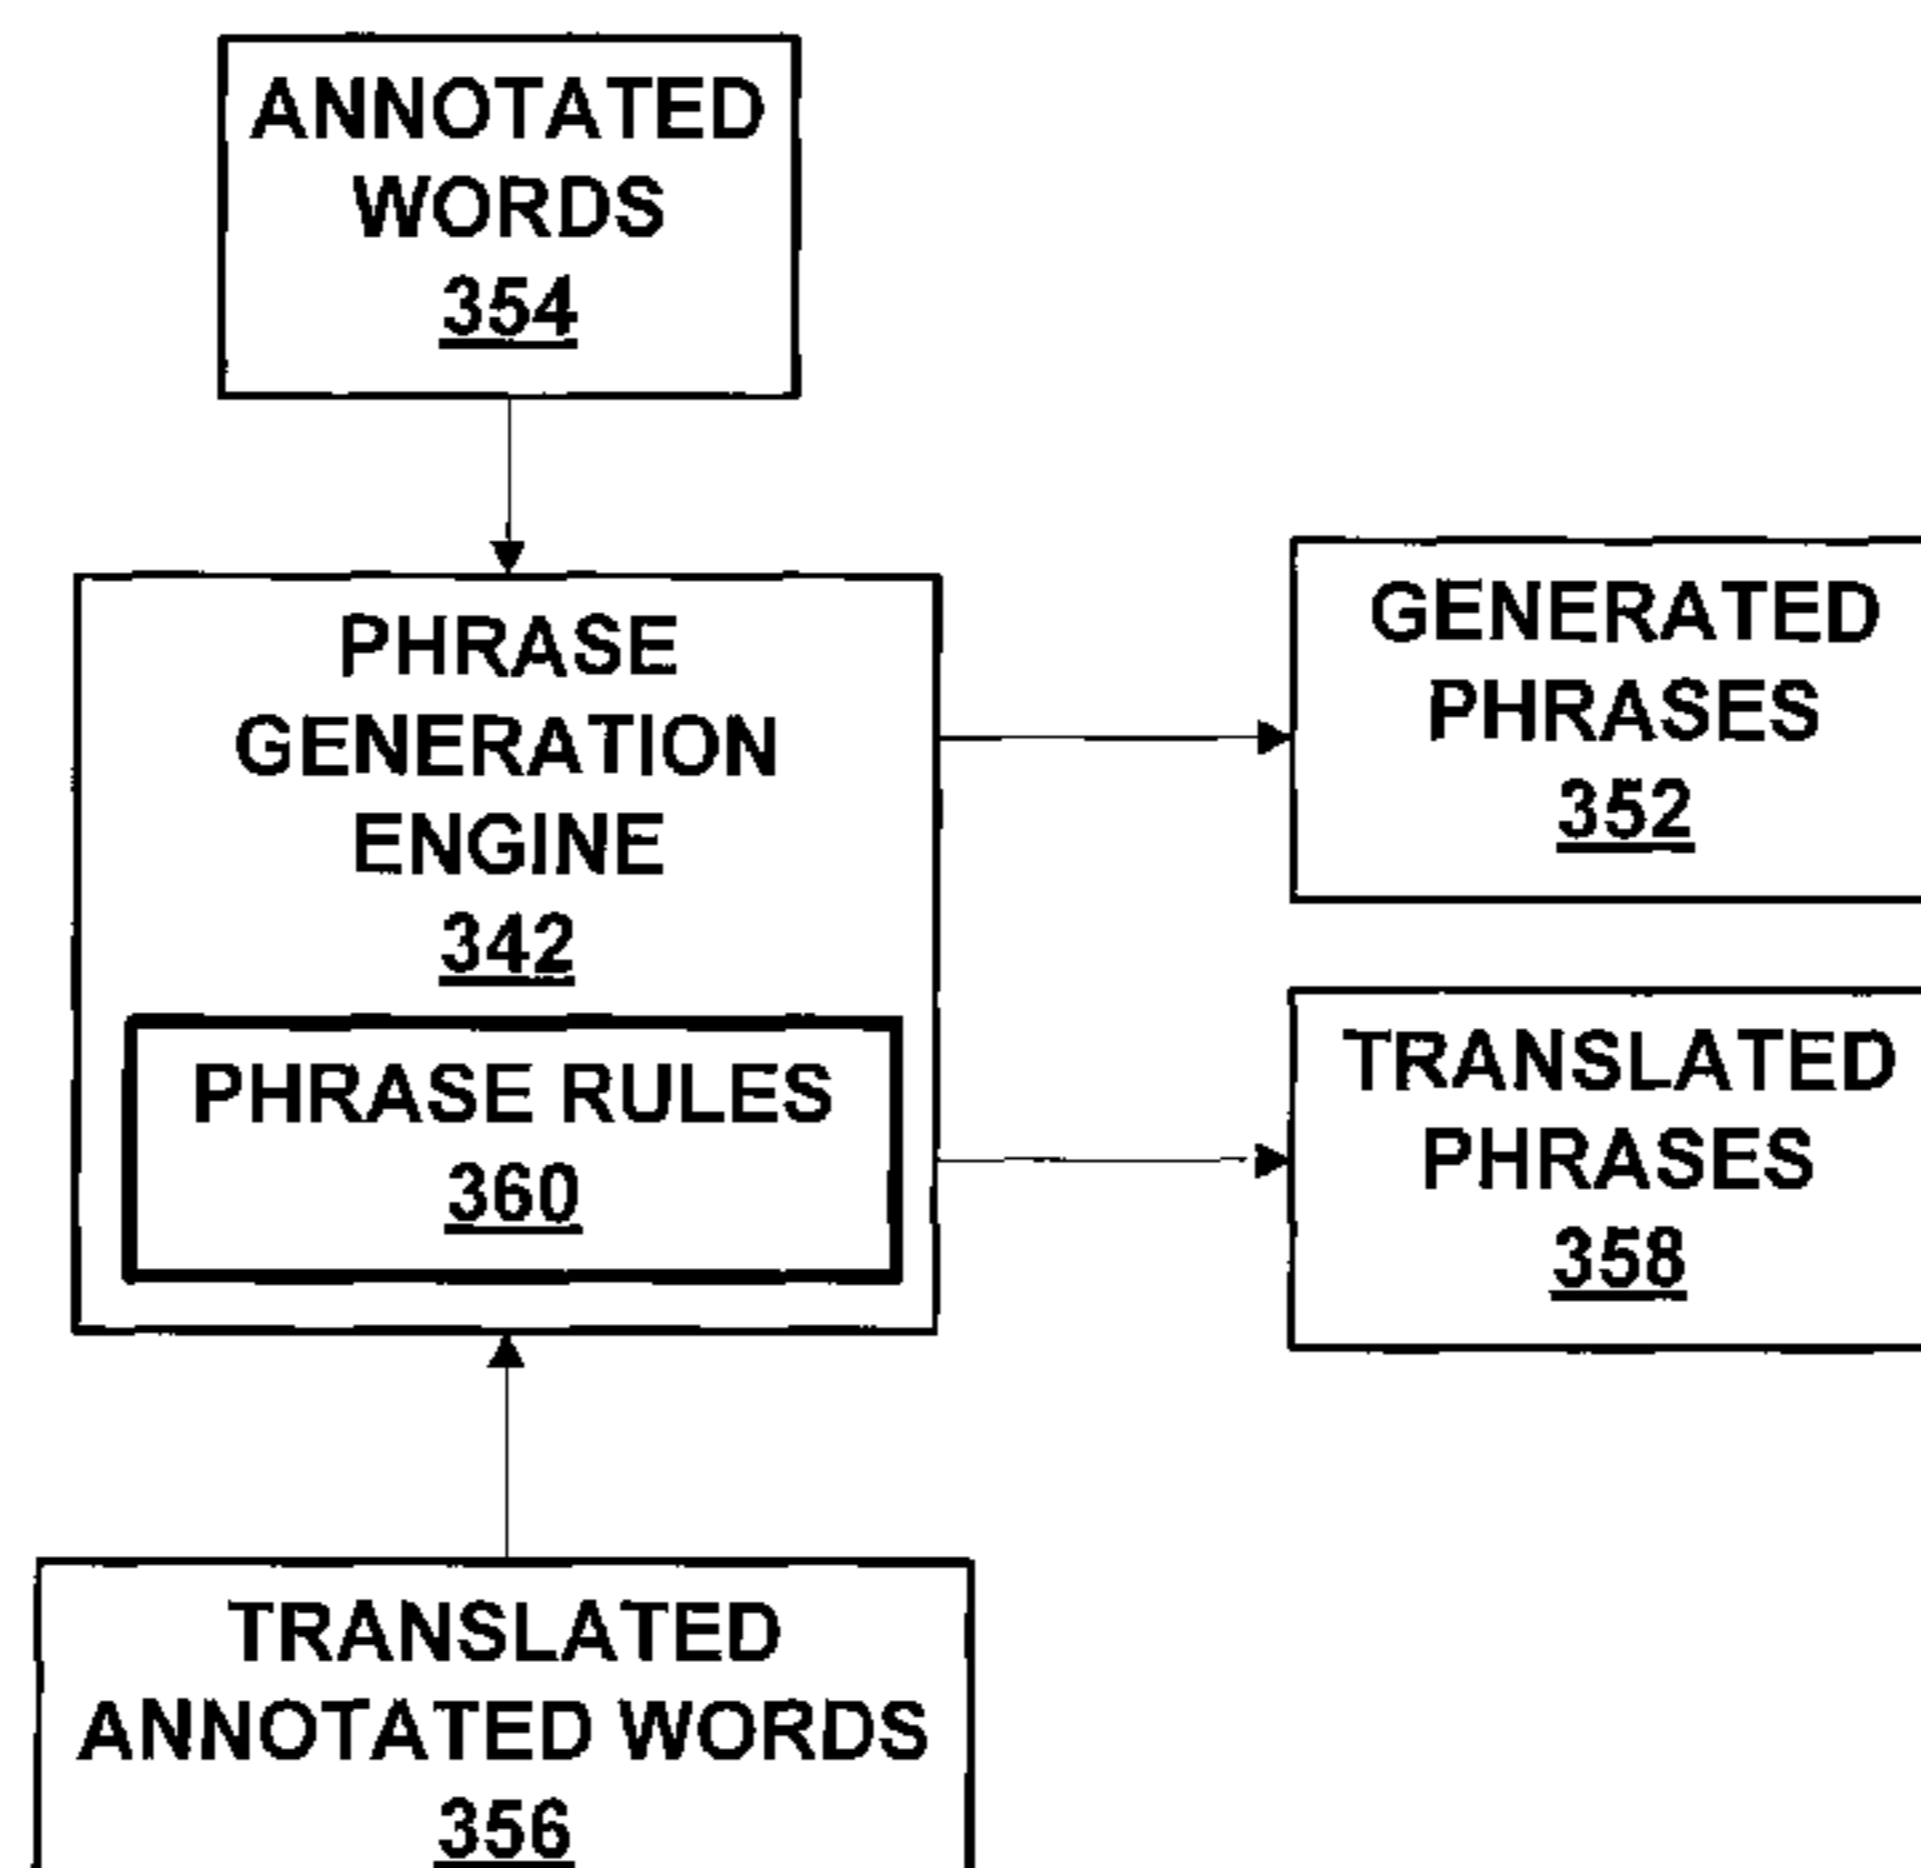 ANNOTATED
WORDS
354
PHRASE
GENERATION
ENGINE
342
PHRASE RULES
360
GENERATED
PHRASES
352
TRANSLATED
PHRASES
358
TRANSLATED
ANNOTATED WORDS
356